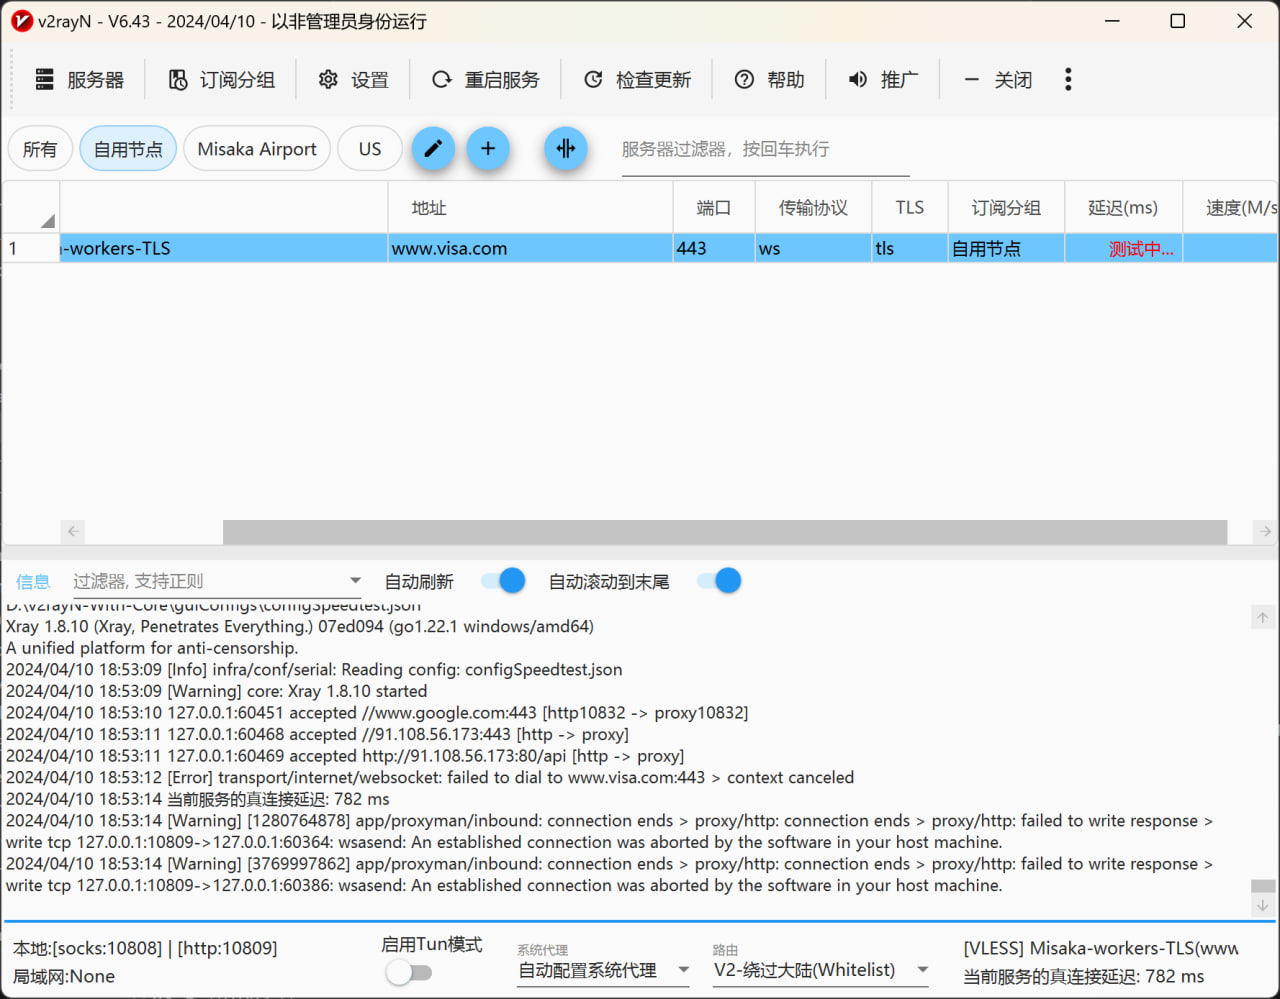 v2rayN - V6.43 - 2024/04/10 - 以非管理员身份运行
服务器 订阅分组 设置 重启服务 检查更新 帮助 推广 关闭
所有 自用节点 Misaka Airport US 服务器过滤器，按回车执行
地址 端口 传输协议 TLS 订阅分组 延迟(ms) 速度(M/s
1 -workers-TLS www.visa.com 443 ws tls 自用节点 测试中...
信息 过滤器, 支持正则 自动刷新 自动滚动到末尾
D:\v2rayN-With-Core\guiConfigs\configSpeedtest.json
Xray 1.8.10 (Xray, Penetrates Everything.) 07ed094 (go1.22.1 windows/amd64)
A unified platform for anti-censorship.
2024/04/10 18:53:09 [Info] infra/conf/serial: Reading config: configSpeedtest.json
2024/04/10 18:53:09 [Warning] core: Xray 1.8.10 started
2024/04/10 18:53:10 127.0.0.1:60451 accepted //www.google.com:443 [http10832 -> proxy10832]
2024/04/10 18:53:11 127.0.0.1:60468 accepted //91.108.56.173:443 [http -> proxy]
2024/04/10 18:53:11 127.0.0.1:60469 accepted http://91.108.56.173:80/api [http -> proxy]
2024/04/10 18:53:12 [Error] transport/internet/websocket: failed to dial to www.visa.com:443 > context canceled
2024/04/10 18:53:14 当前服务的真连接延迟: 782 ms
2024/04/10 18:53:14 [Warning] [1280764878] app/proxyman/inbound: connection ends > proxy/http: connection ends > proxy/http: failed to write response >
write tcp 127.0.0.1:10809->127.0.0.1:60364: wsasend: An established connection was aborted by the software in your host machine.
2024/04/10 18:53:14 [Warning] [3769997862] app/proxyman/inbound: connection ends > proxy/http: connection ends > proxy/http: failed to write response >
write tcp 127.0.0.1:10809->127.0.0.1:60386: wsasend: An established connection was aborted by the software in your host machine.
本地:[socks:10808] | [http:10809]
局域网:None
启用Tun模式
系统代理
自动配置系统代理
路由
V2-绕过大陆(Whitelist)
[VLESS] Misaka-workers-TLS(www
当前服务的真连接延迟: 782 ms